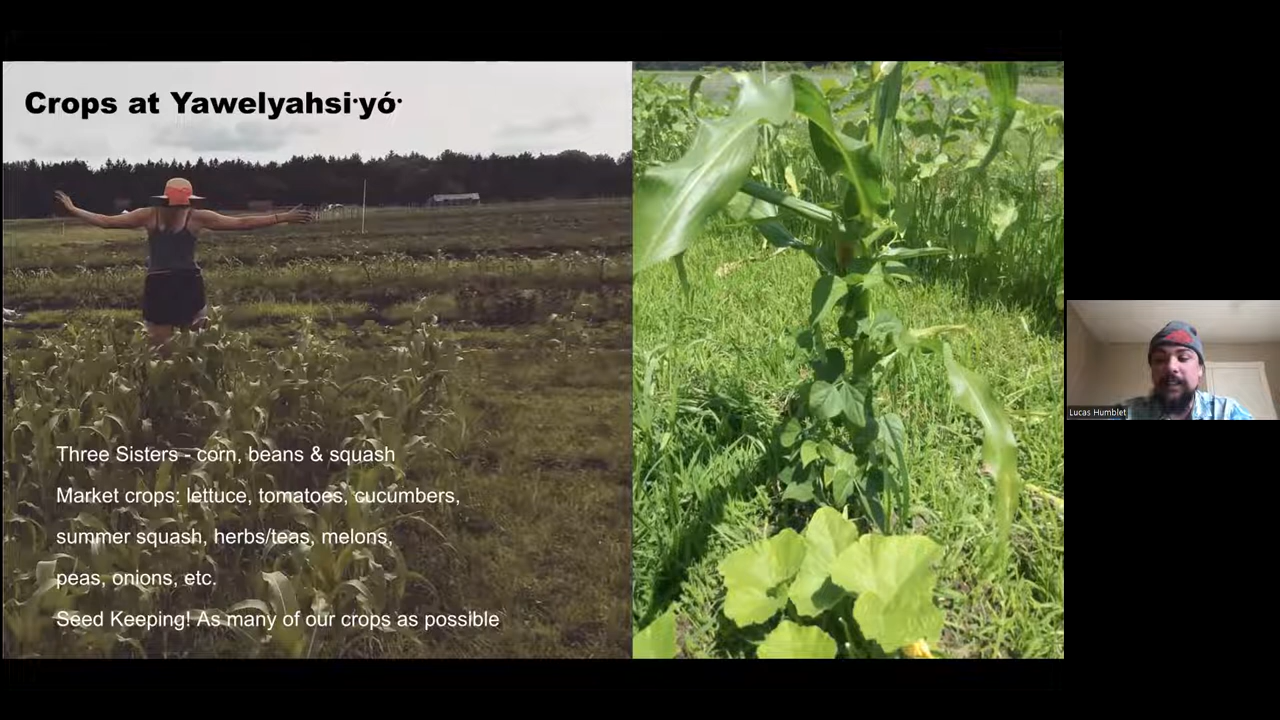 Crops at Yawelyahsi·yó·
Three Sisters - corn, beans & squash
Market crops: lettuce, tomatoes, cucumbers,
summer squash, herbs/teas, melons,
peas, onions, etc.
Seed Keeping! As many of our crops as possible
Lucas Humblet